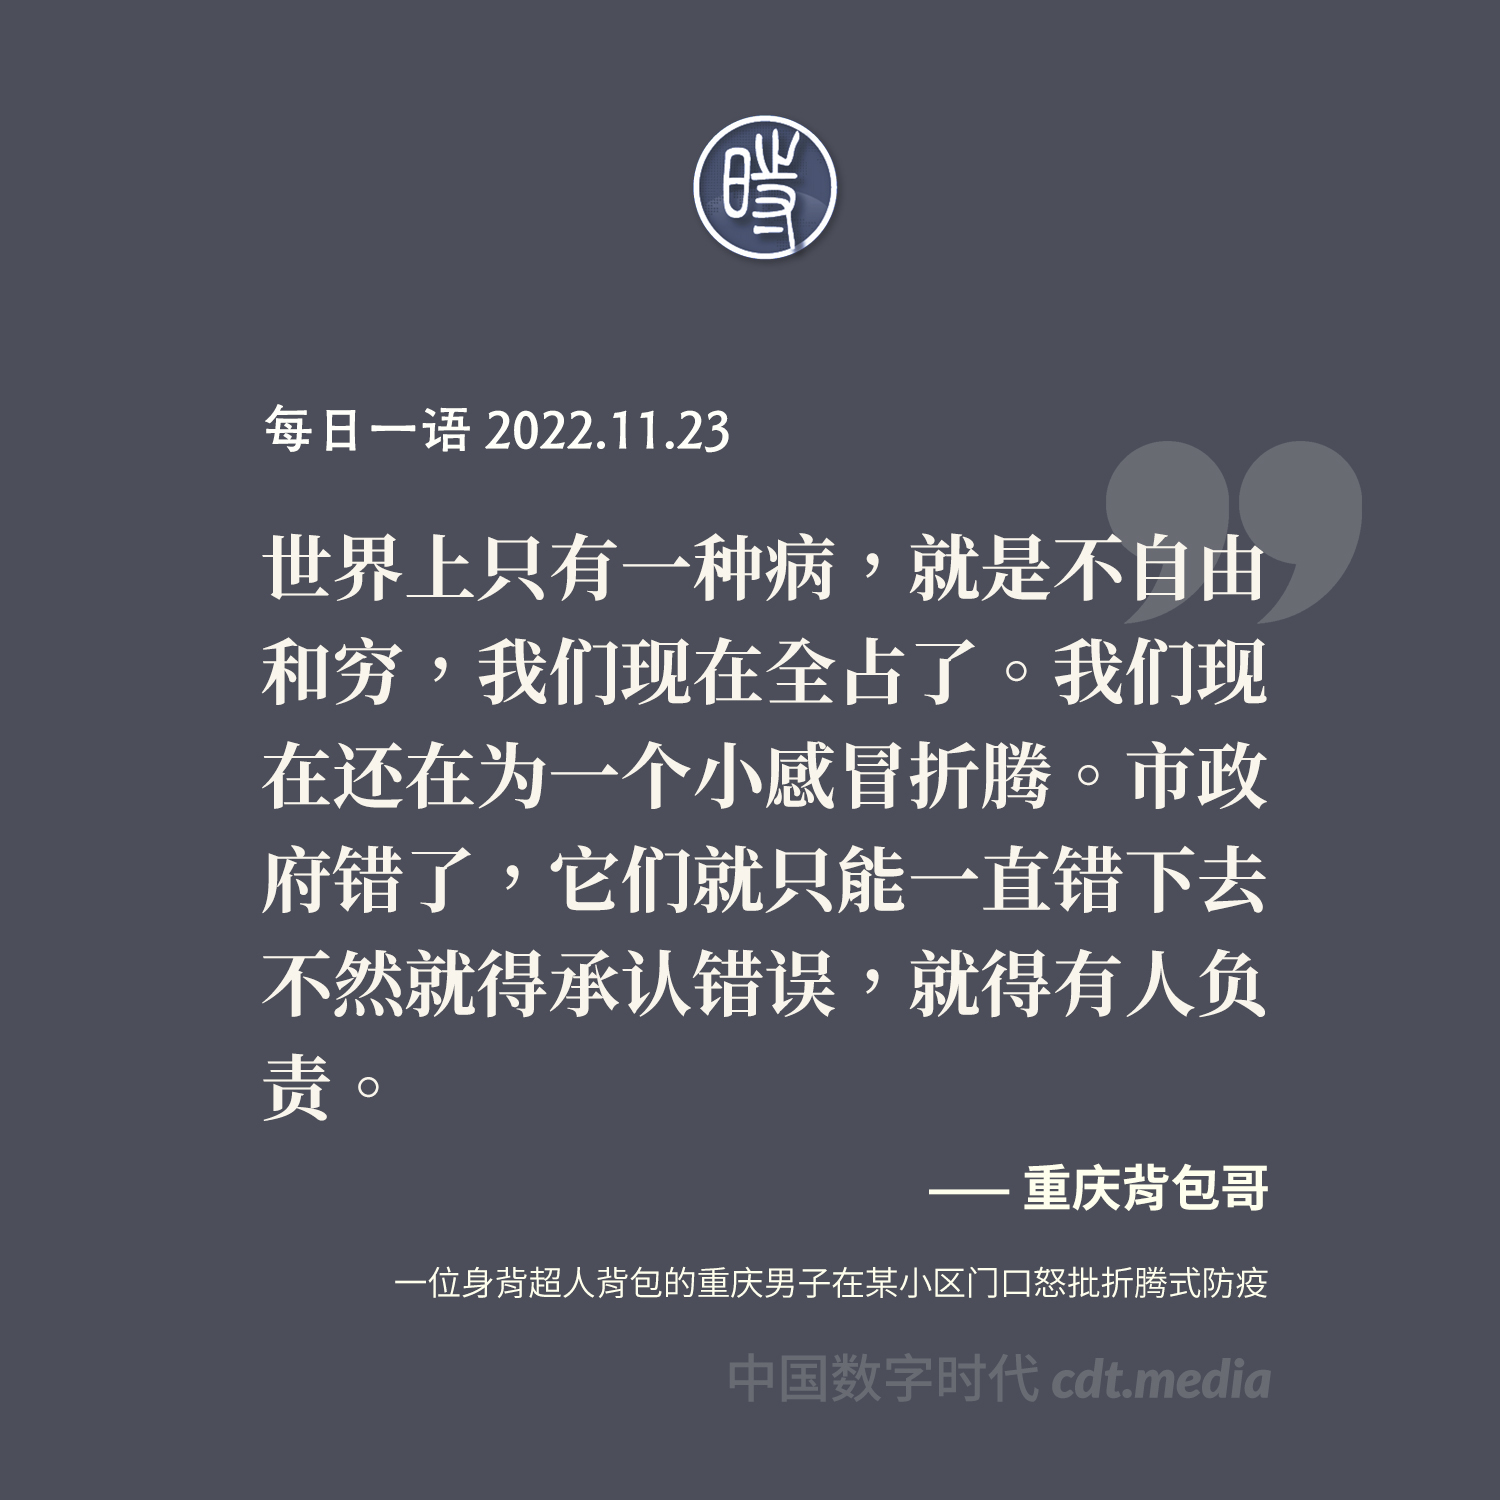 時
每日一语 2022.11.23
世界上只有一种病，就是不自由
和穷，我们现在全占了。我们现
在还在为一个小感冒折腾。市政
府错了，它们就只能一直错下去
不然就得承认错误，就得有人负
责。
—— 重庆背包哥
一位身背超人背包的重庆男子在某小区门口怒批折腾式防疫
中国数字时代 cdt.media